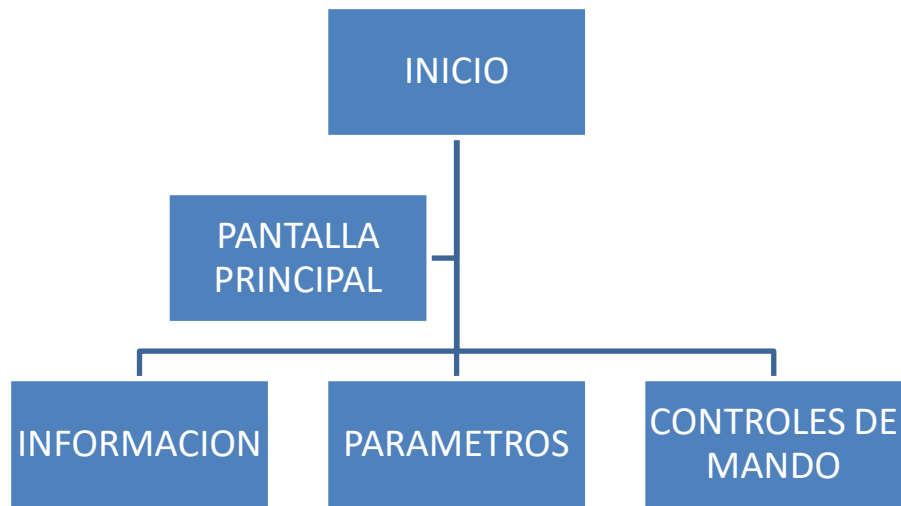 INICIO
PANTALLA
PRINCIPAL
INFORMACION
PARAMETROS
CONTROLES DE
MANDO